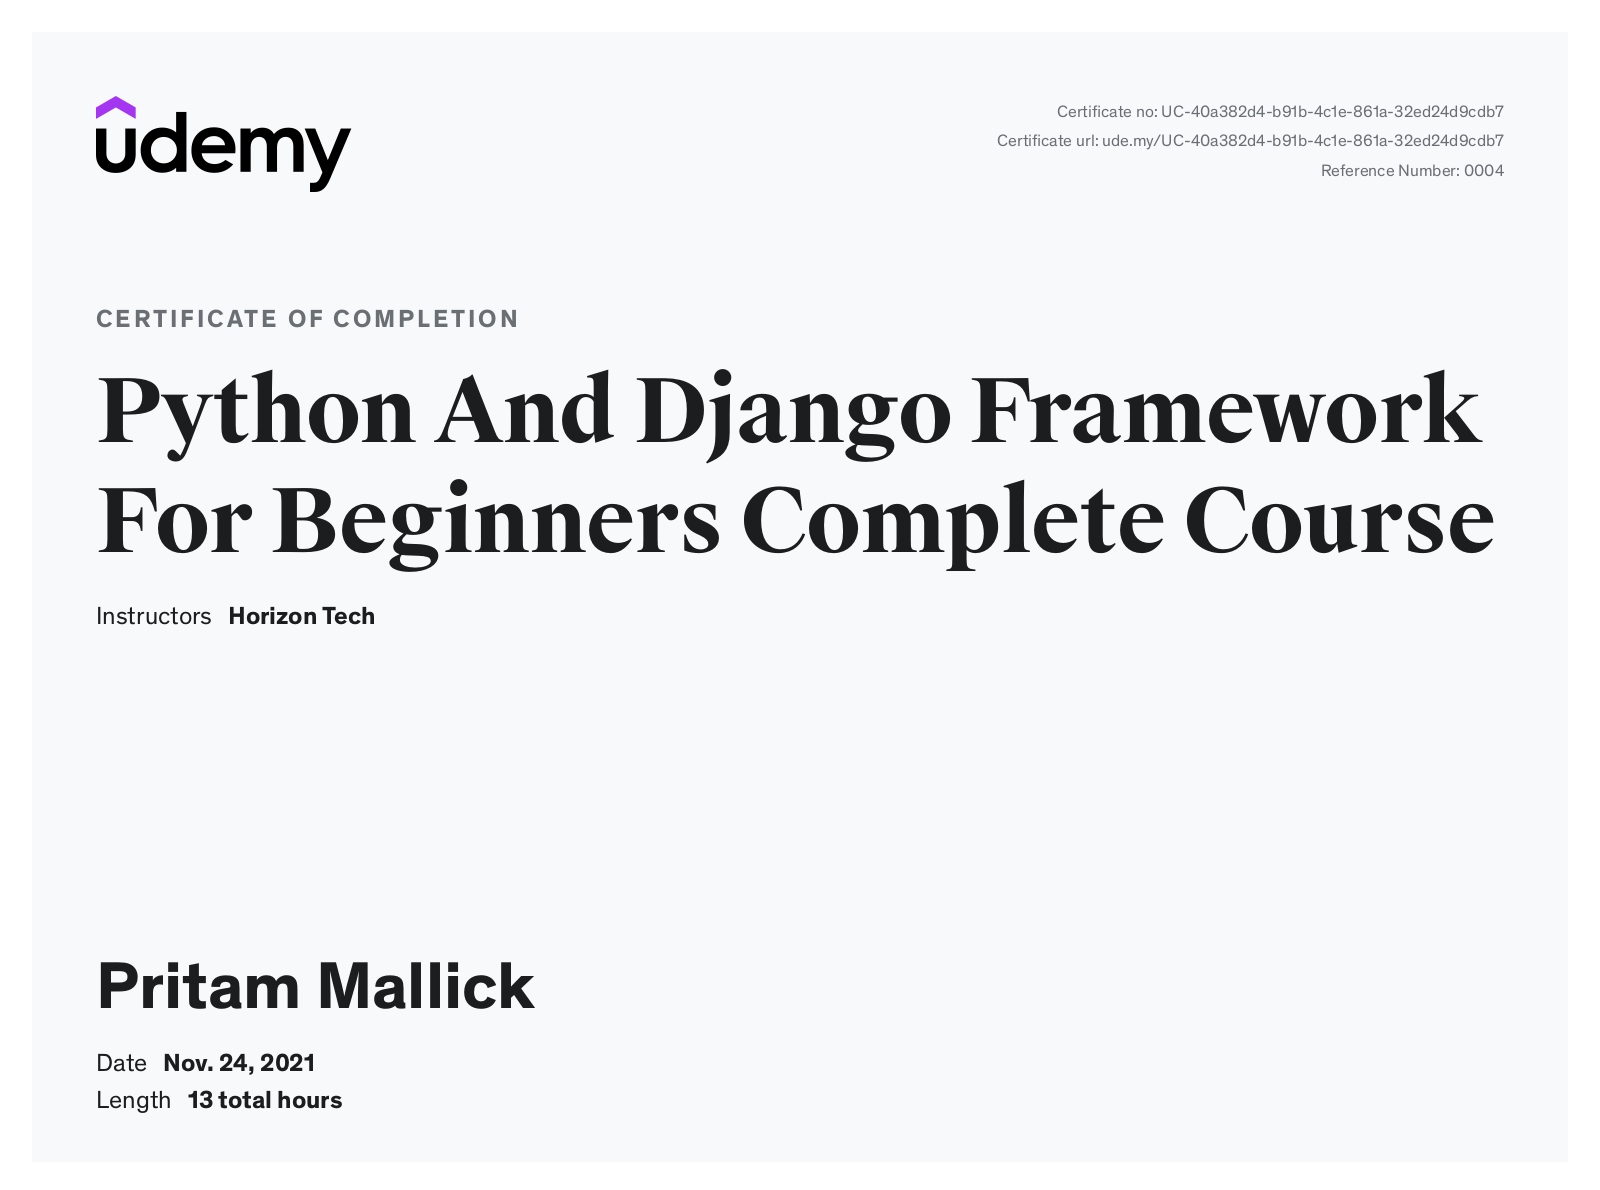 udemy
Certificate no: UC-40a382d4-b91b-4c1e-861a-32ed24d9cdb7
Certificate url: ude.my/UC-40a382d4-b91b-4c1e-861a-32ed24d9cdb7
Reference Number: 0004
CERTIFICATE OF COMPLETION
Python And Django Framework
For Beginners Complete Course
Instructors Horizon Tech
Pritam Mallick
Date Nov. 24, 2021
Length 13 total hours